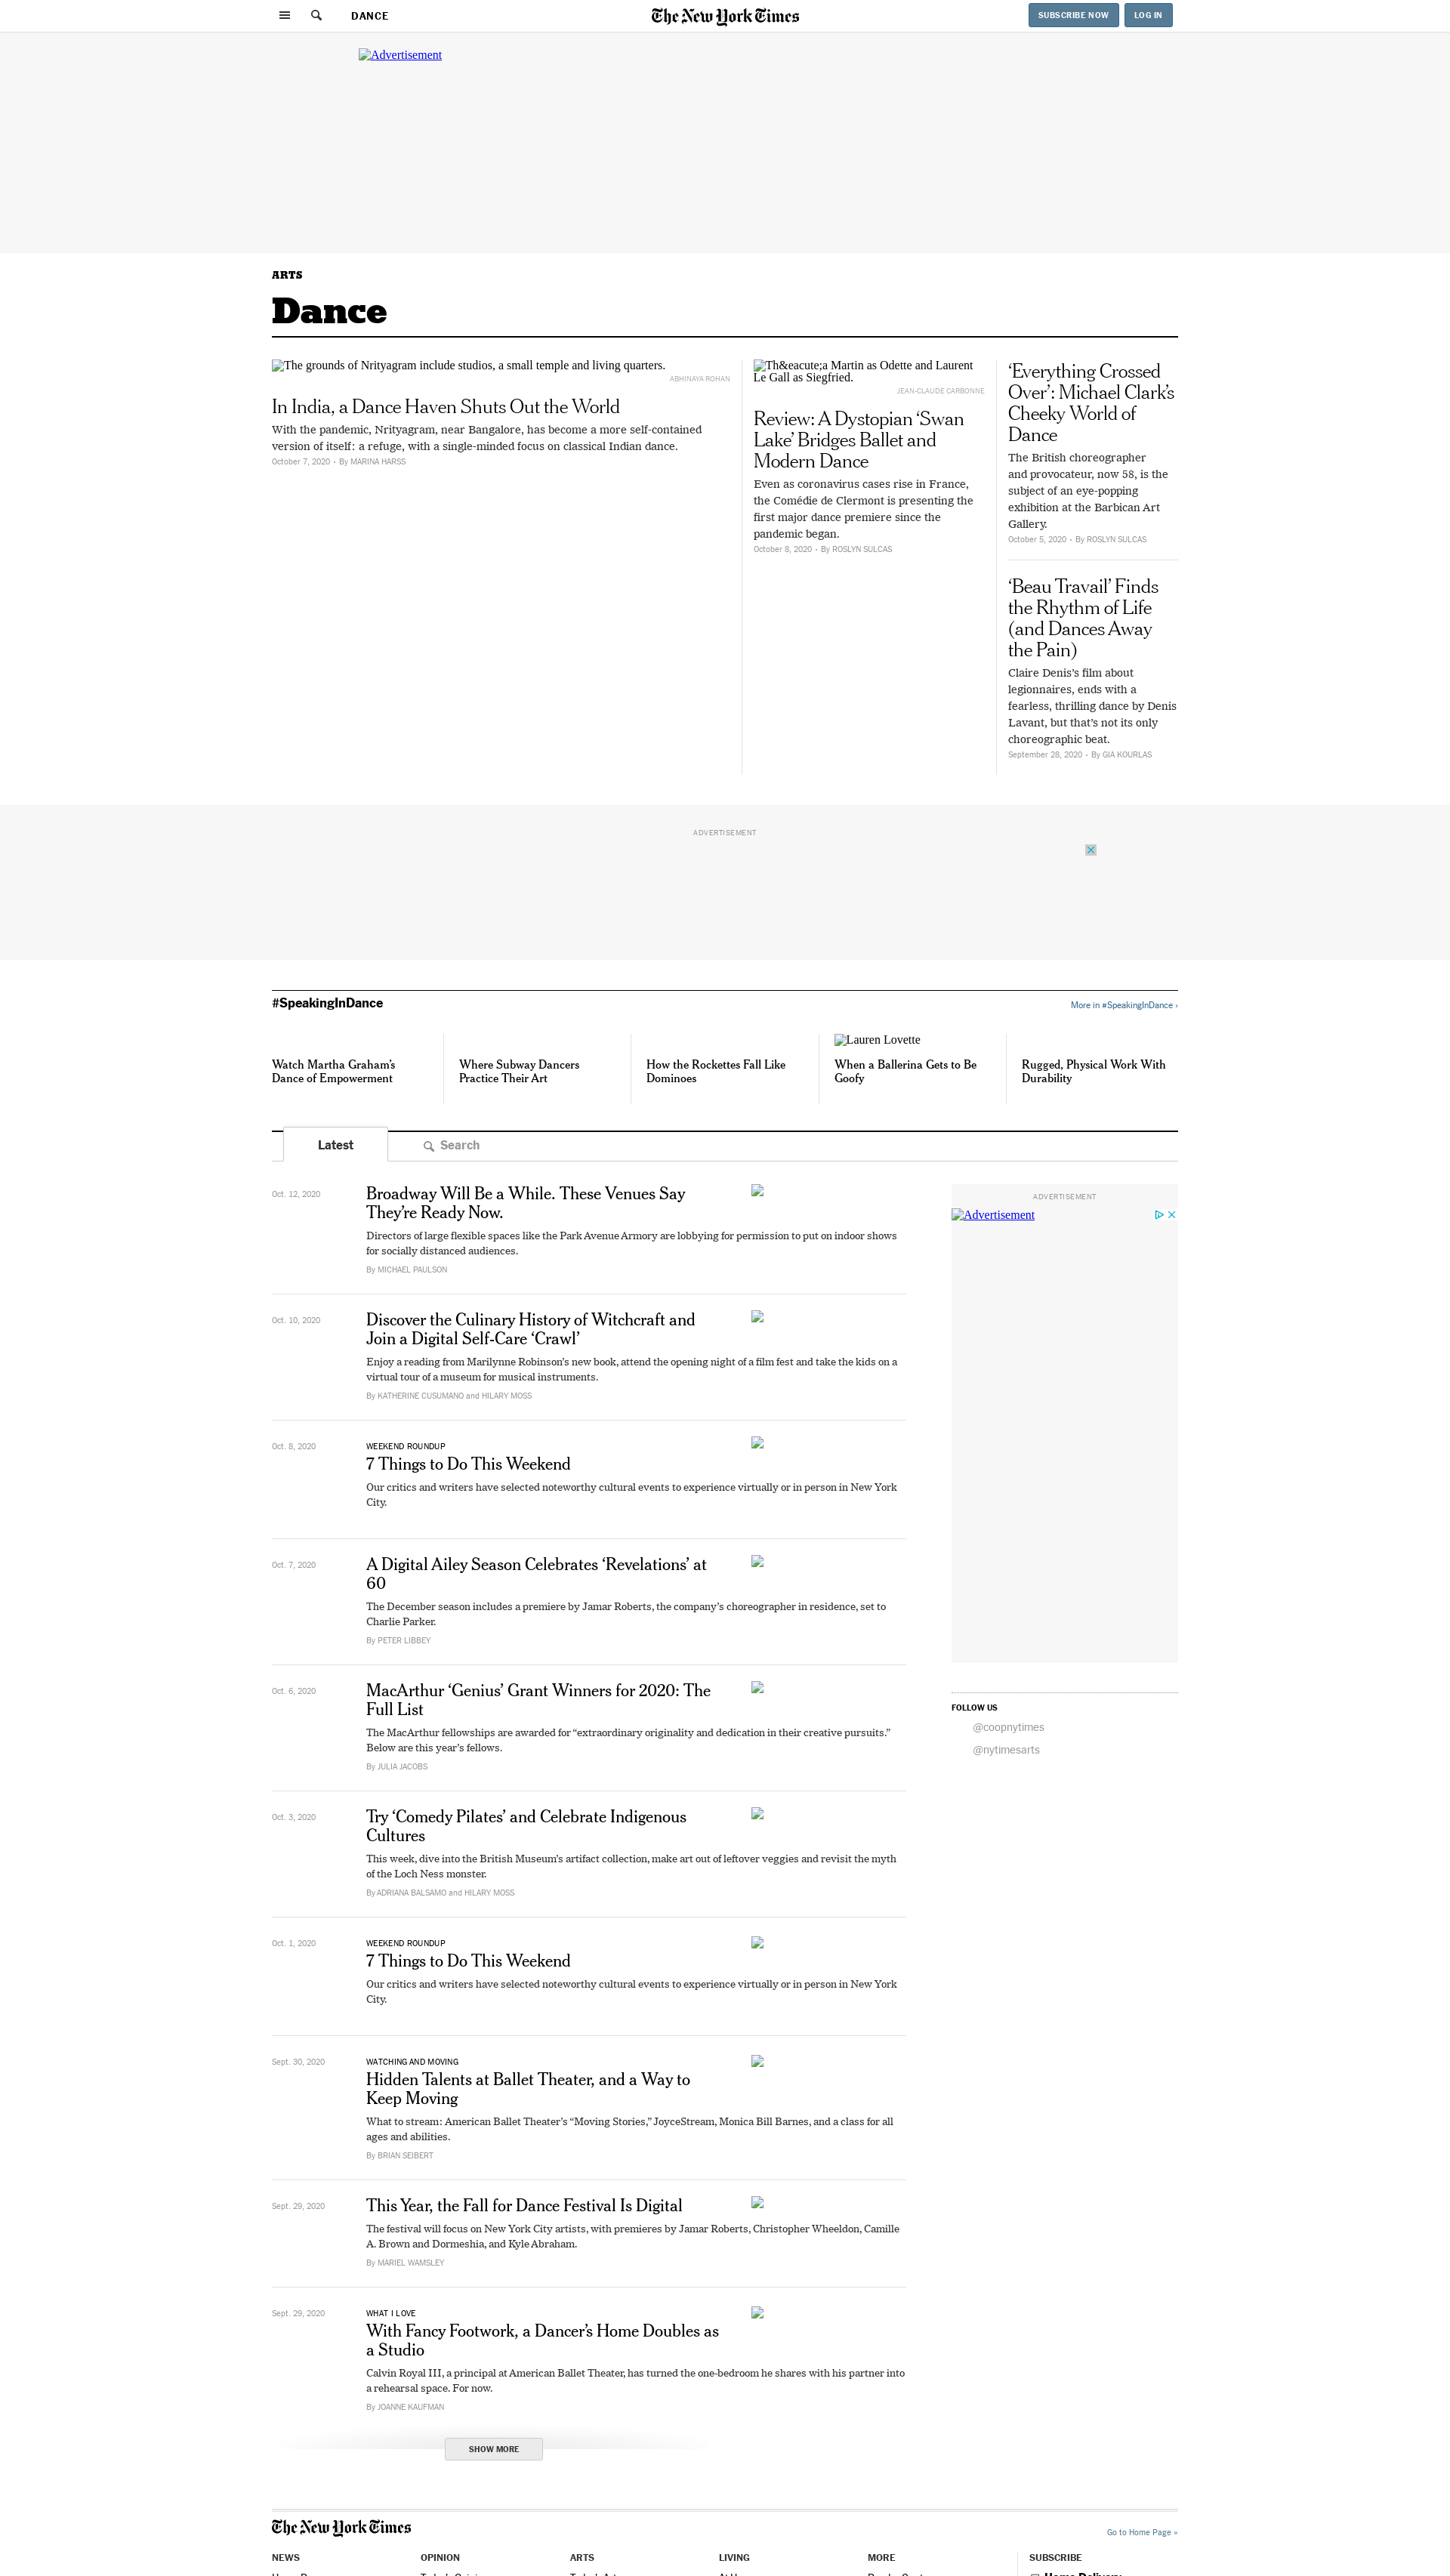 DANCE
The New York Times
SUBSCRIBE NOW
LOG IN
Advertisement
ARTS
Dance
The grounds of Nrityagram include studios, a small temple and living quarters.
ABHINAYA ROHAN
In India, a Dance Haven Shuts Out the World
With the pandemic, Nrityagram, near Bangalore, has become a more self-contained
version of itself: a refuge, with a single-minded focus on classical Indian dance.
October 7, 2020 • By MARINA HARSS
Th&eacute;a Martin as Odette and Laurent
Le Gall as Siegfried.
JEAN-CLAUDE CARBONNE
Review: A Dystopian ‘Swan
Lake’ Bridges Ballet and
Modern Dance
Even as coronavirus cases rise in France,
the Comédie de Clermont is presenting the
first major dance premiere since the
pandemic began.
October 8, 2020 • By ROSLYN SULCAS
‘Everything Crossed
Over’: Michael Clark’s
Cheeky World of
Dance
The British choreographer
and provocateur, now 58, is the
subject of an eye-popping
exhibition at the Barbican Art
Gallery.
October 5, 2020 • By ROSLYN SULCAS
‘Beau Travail’ Finds
the Rhythm of Life
(and Dances Away
the Pain)
Claire Denis’s film about
legionnaires, ends with a
fearless, thrilling dance by Denis
Lavant, but that’s not its only
choreographic beat.
September 28, 2020 • By GIA KOURLAS
ADVERTISEMENT
#SpeakingInDance
More in #SpeakingInDance ›
Watch Martha Graham’s
Dance of Empowerment
Where Subway Dancers
Practice Their Art
How the Rockettes Fall Like
Dominoes
Lauren Lovette
When a Ballerina Gets to Be
Goofy
Rugged, Physical Work With
Durability
Latest
Search
Oct. 12, 2020
Broadway Will Be a While. These Venues Say
They’re Ready Now.
Directors of large flexible spaces like the Park Avenue Armory are lobbying for permission to put on indoor shows
for socially distanced audiences.
By MICHAEL PAULSON
Oct. 10, 2020
Discover the Culinary History of Witchcraft and
Join a Digital Self-Care ‘Crawl’
Enjoy a reading from Marilynne Robinson’s new book, attend the opening night of a film fest and take the kids on a
virtual tour of a museum for musical instruments.
By KATHERINE CUSUMANO and HILARY MOSS
Oct. 8, 2020
WEEKEND ROUNDUP
7 Things to Do This Weekend
Our critics and writers have selected noteworthy cultural events to experience virtually or in person in New York
City.
Oct. 7, 2020
A Digital Ailey Season Celebrates ‘Revelations’ at
60
The December season includes a premiere by Jamar Roberts, the company’s choreographer in residence, set to
Charlie Parker.
By PETER LIBBEY
Oct. 6, 2020
MacArthur ‘Genius’ Grant Winners for 2020: The
Full List
The MacArthur fellowships are awarded for “extraordinary originality and dedication in their creative pursuits.”
Below are this year’s fellows.
By JULIA JACOBS
Oct. 3, 2020
Try ‘Comedy Pilates’ and Celebrate Indigenous
Cultures
This week, dive into the British Museum’s artifact collection, make art out of leftover veggies and revisit the myth
of the Loch Ness monster.
By ADRIANA BALSAMO and HILARY MOSS
Oct. 1, 2020
WEEKEND ROUNDUP
7 Things to Do This Weekend
Our critics and writers have selected noteworthy cultural events to experience virtually or in person in New York
City.
Sept. 30, 2020
WATCHING AND MOVING
Hidden Talents at Ballet Theater, and a Way to
Keep Moving
What to stream: American Ballet Theater’s “Moving Stories,” JoyceStream, Monica Bill Barnes, and a class for all
ages and abilities.
By BRIAN SEIBERT
Sept. 29, 2020
This Year, the Fall for Dance Festival Is Digital
The festival will focus on New York City artists, with premieres by Jamar Roberts, Christopher Wheeldon, Camille
A. Brown and Dormeshia, and Kyle Abraham.
By MARIEL WAMSLEY
Sept. 29, 2020
WHAT I LOVE
With Fancy Footwork, a Dancer’s Home Doubles as
a Studio
Calvin Royal III, a principal at American Ballet Theater, has turned the one-bedroom he shares with his partner into
a rehearsal space. For now.
By JOANNE KAUFMAN
SHOW MORE
ADVERTISEMENT
Advertisement
FOLLOW US
@coopnytimes
@nytimesarts
The New York Times
Go to Home Page »
NEWS
OPINION
ARTS
LIVING
MORE
SUBSCRIBE